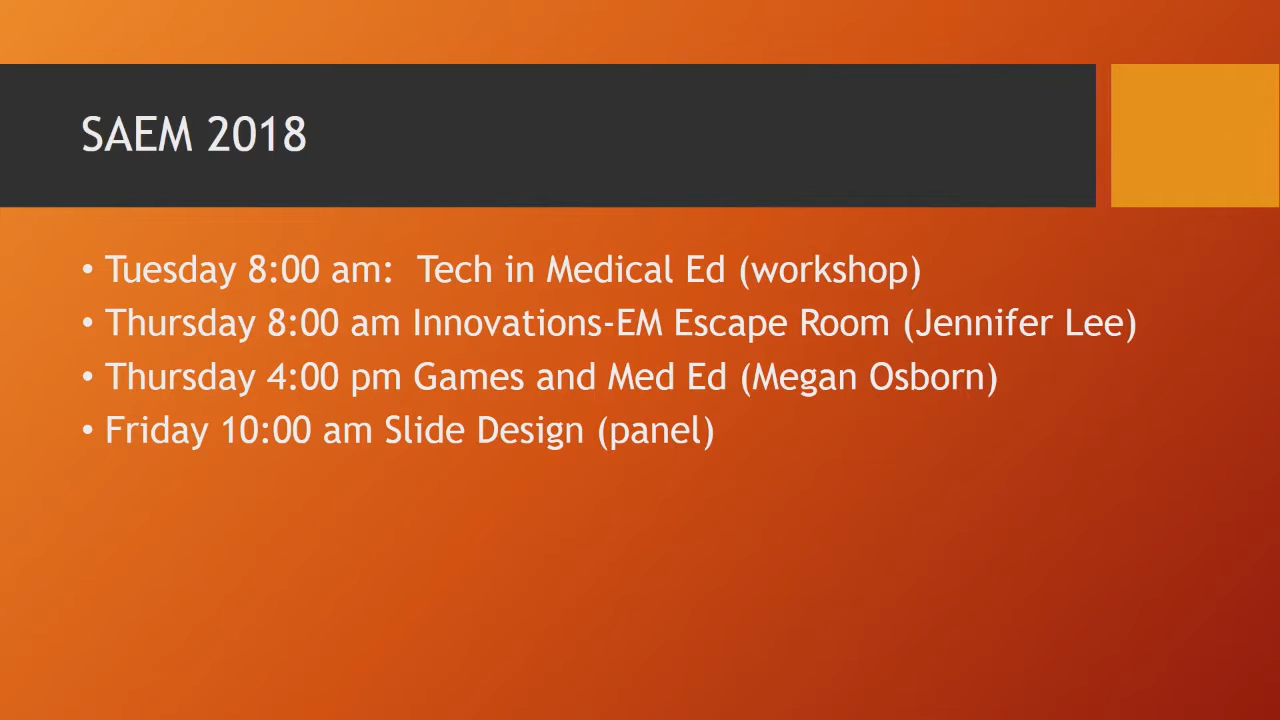 SAEM 2018
• Tuesday 8:00 am:  Tech in Medical Ed (workshop)
• Thursday 8:00 am Innovations-EM Escape Room (Jennifer Lee)
• Thursday 4:00 pm Games and Med Ed (Megan Osborn)
• Friday 10:00 am Slide Design (panel)